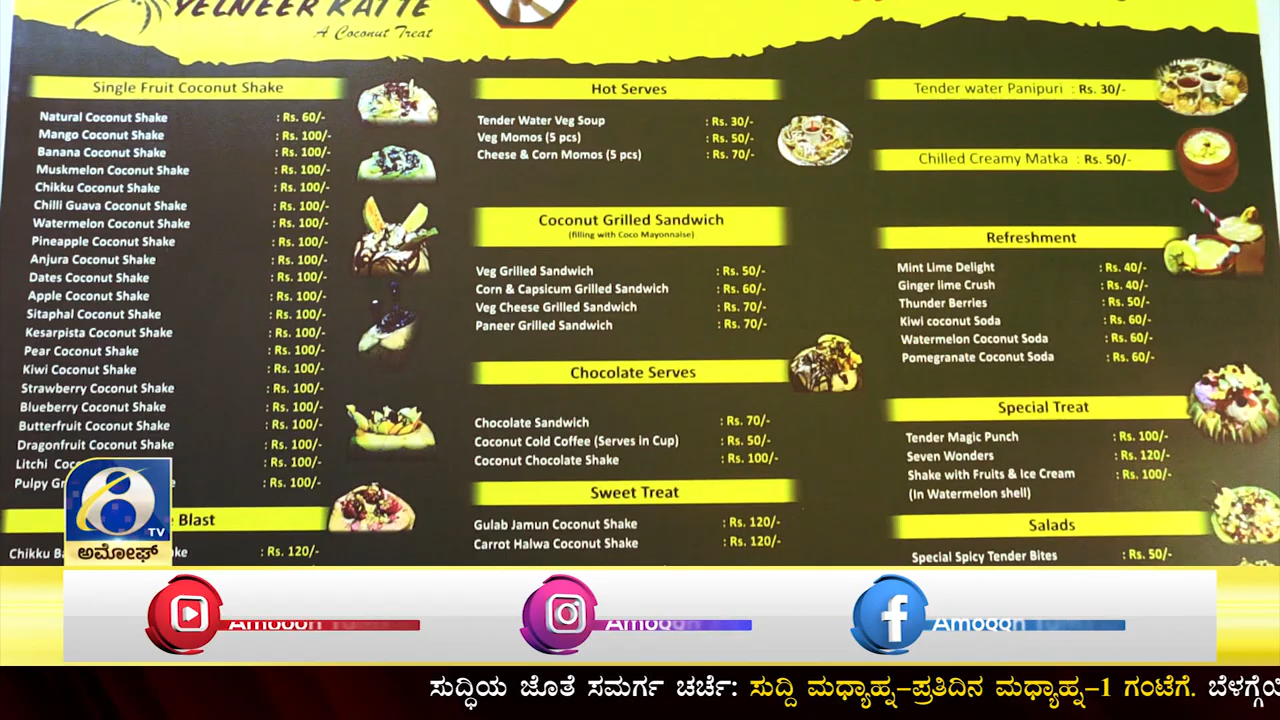 YELNEER KATTE
A Coconut Treat
Single Fruit Coconut Shake
Natural Coconut Shake : Rs. 60/-
Mango Coconut Shake : Rs. 100/-
Banana Coconut Shake : Rs. 100/-
Muskmelon Coconut Shake : Rs. 100/-
Chikku Coconut Shake : Rs. 100/-
Chilli Guava Coconut Shake : Rs. 100/-
Watermelon Coconut Shake : Rs. 100/-
Pineapple Coconut Shake : Rs. 100/-
Anjura Coconut Shake : Rs. 100/-
Dates Coconut Shake : Rs. 100/-
Apple Coconut Shake : Rs. 100/-
Sitaphal Coconut Shake : Rs. 100/-
Kesarpista Coconut Shake : Rs. 100/-
Pear Coconut Shake : Rs. 100/-
Kiwi Coconut Shake : Rs. 100/-
Strawberry Coconut Shake : Rs. 100/-
Blueberry Coconut Shake : Rs. 100/-
Butterfruit Coconut Shake : Rs. 100/-
Dragonfruit Coconut Shake : Rs. 100/-
Litchi : Rs. 100/-
Pulpy : Rs. 100/-
Blast
Chikku : Rs. 120/-
Hot Serves
Tender Water Veg Soup : Rs. 30/-
Veg Momos (5 pcs) : Rs. 50/-
Cheese & Corn Momos (5 pcs) : Rs. 70/-
Coconut Grilled Sandwich
(filling with Coco Mayonnaise)
Veg Grilled Sandwich : Rs. 50/-
Corn & Capsicum Grilled Sandwich : Rs. 60/-
Veg Cheese Grilled Sandwich : Rs. 70/-
Paneer Grilled Sandwich : Rs. 70/-
Chocolate Serves
Chocolate Sandwich : Rs. 70/-
Coconut Cold Coffee (Serves in Cup) : Rs. 50/-
Coconut Chocolate Shake : Rs. 100/-
Sweet Treat
Gulab Jamun Coconut Shake : Rs. 120/-
Carrot Halwa Coconut Shake : Rs. 120/-
Tender water Panipuri : Rs. 30/-
Chilled Creamy Matka : Rs. 50/-
Refreshment
Mint Lime Delight : Rs. 40/-
Ginger lime Crush : Rs. 40/-
Thunder Berries : Rs. 50/-
Kiwi coconut Soda : Rs. 60/-
Watermelon Coconut Soda : Rs. 60/-
Pomegranate Coconut Soda : Rs. 60/-
Special Treat
Tender Magic Punch : Rs. 100/-
Seven Wonders : Rs. 120/-
Shake with Fruits & Ice Cream : Rs. 100/-
(In Watermelon shell)
Salads
Special Spicy Tender Bites : Rs. 50/-
TV
ಅಮೋಘ್
ಸುದ್ಧಿಯ ಜೊತೆ ಸಮರ್ಗ ಚರ್ಚೆ: ಸುದ್ದಿ ಮಧ್ಯಾಹ್ನ-ಪ್ರತಿದಿನ ಮಧ್ಯಾಹ್ನ-1 ಗಂಟೆಗೆ.